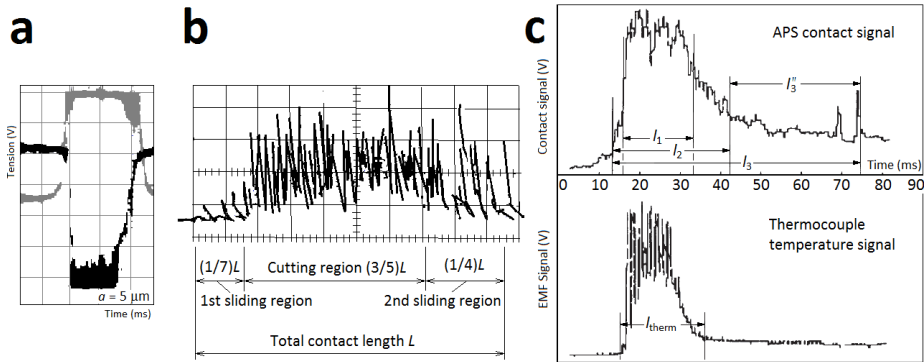 a
Tension (V)
a = 5 μm
Time (ms)
b
(1/7)L
Cutting region (3/5)L
(1/4)L
1st sliding region
2nd sliding region
Total contact length L
c
APS contact signal
Contact signal (V)
l₃"
l₁
l₂
l₃
Time (ms)
0 10 20 30 40 50 60 70 80 90
Thermocouple
temperature signal
EMF Signal (V)
l_therm